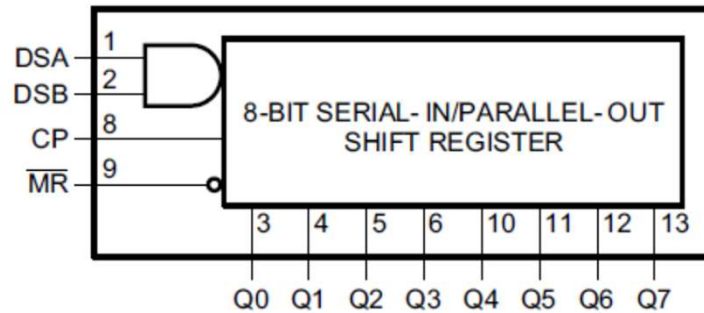 DSA 1
DSB 2
CP 8
MR 9
8-BIT SERIAL- IN/PARALLEL- OUT
SHIFT REGISTER
3 4 5 6 10 11 12 13
Q0 Q1 Q2 Q3 Q4 Q5 Q6 Q7